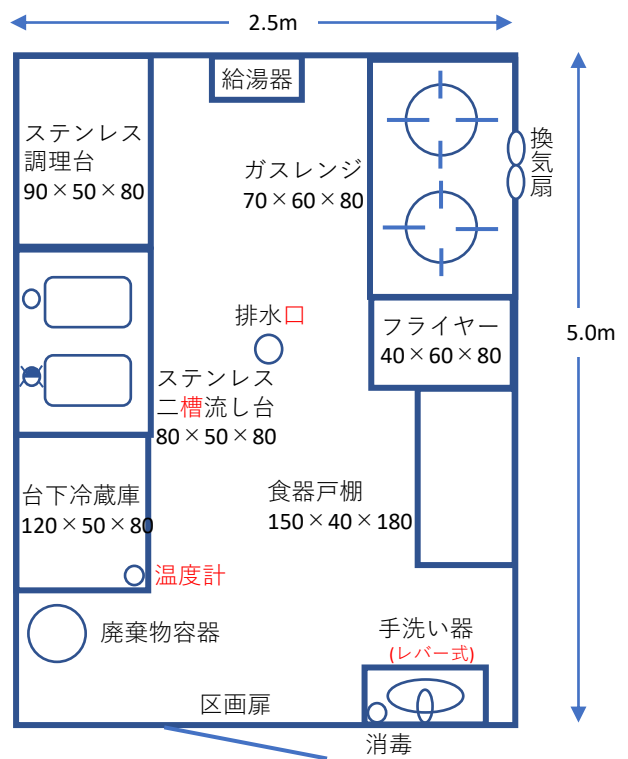 2.5m
給湯器
ステンレス
調理台
90×50×80
ガスレンジ
70×60×80
換気扇
排水口
フライヤー
40×60×80
5.0m
ステンレス
二槽流し台
80×50×80
台下冷蔵庫
120×50×80
食器戸棚
150×40×180
温度計
廃棄物容器
手洗い器
(レバー式)
区画扉
消毒